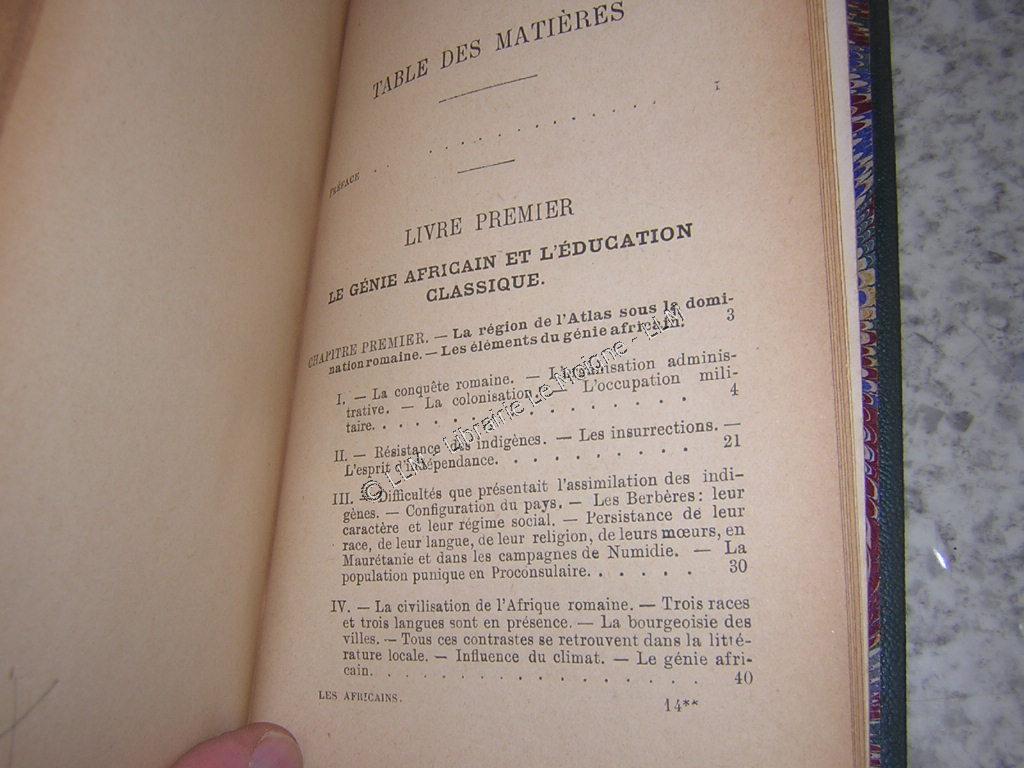 TABLE DES MATIÈRES
PRÉFACE . . . . . . . . . . . . I
LIVRE PREMIER
LE GÉNIE AFRICAIN ET L'ÉDUCATION
CLASSIQUE.
CHAPITRE PREMIER. — La région de l'Atlas sous la domi-
nation romaine. — Les éléments du génie africain. 3
I. — La conquête romaine. — L'organisation adminis-
trative. — La colonisation. — L'occupation mili-
taire. . . . . . . . . . . . . . . . . 4
II. — Résistance des indigènes. — Les insurrections. —
L'esprit d'indépendance. . . . . . . . . . 21
III. — Difficultés que présentait l'assimilation des indi-
gènes. — Configuration du pays. — Les Berbères : leur
caractère et leur régime social. — Persistance de leur
race, de leur langue, de leur religion, de leurs mœurs, en
Maurétanie et dans les campagnes de Numidie. — La
population punique en Proconsulaire. . . . . . 30
IV. — La civilisation de l'Afrique romaine. — Trois races
et trois langues sont en présence. — La bourgeoisie des
villes. — Tous ces contrastes se retrouvent dans la litté-
rature locale. — Influence du climat. — Le génie afri-
cain. . . . . . . . . . . . . . . . . . 40
LES AFRICAINS. 14**
© LLM - Librairie Le Moigne - LLM